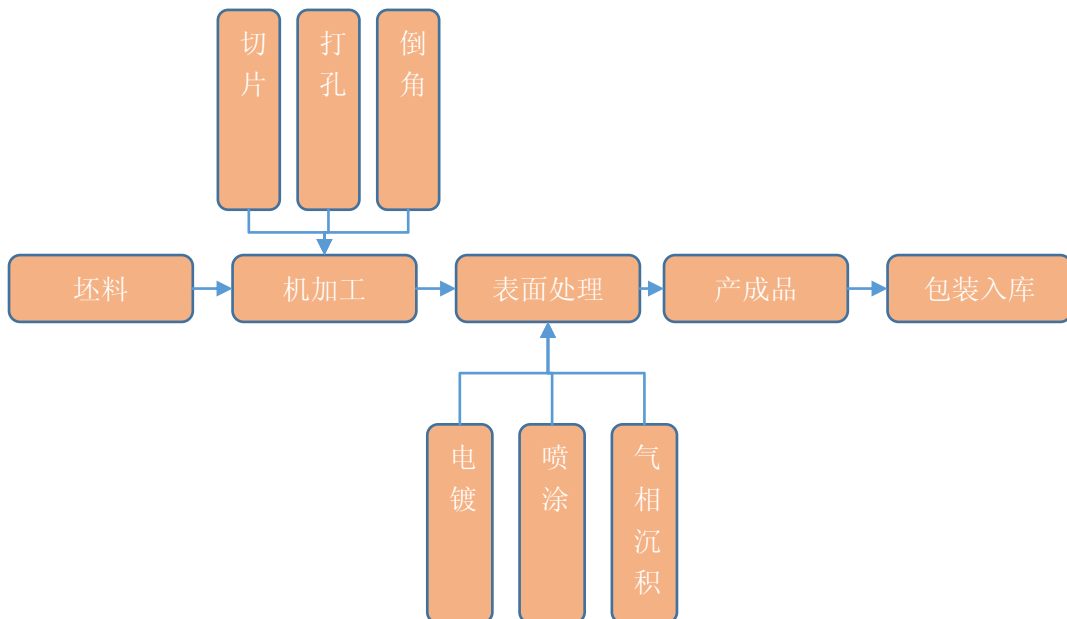 切片
打孔
倒角
坯料
机加工
表面处理
产成品
包装入库
电镀
喷涂
气相沉积